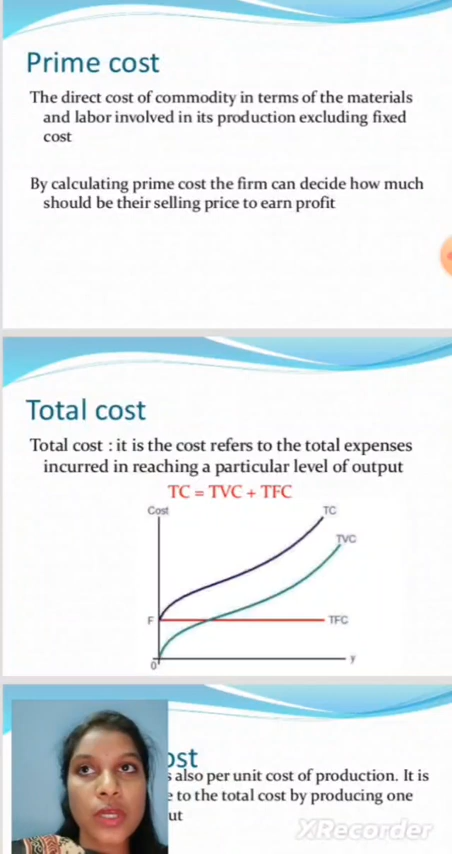 Prime cost
The direct cost of commodity in terms of the materials
and labor involved in its production excluding fixed
cost
By calculating prime cost the firm can decide how much
should be their selling price to earn profit
Total cost
Total cost : it is the cost refers to the total expenses
incurred in reaching a particular level of output
TC = TVC + TFC
Cost
TC
TVC
F
TFC
0
y
also per unit cost of production. It is
to the total cost by producing one
XRecorder